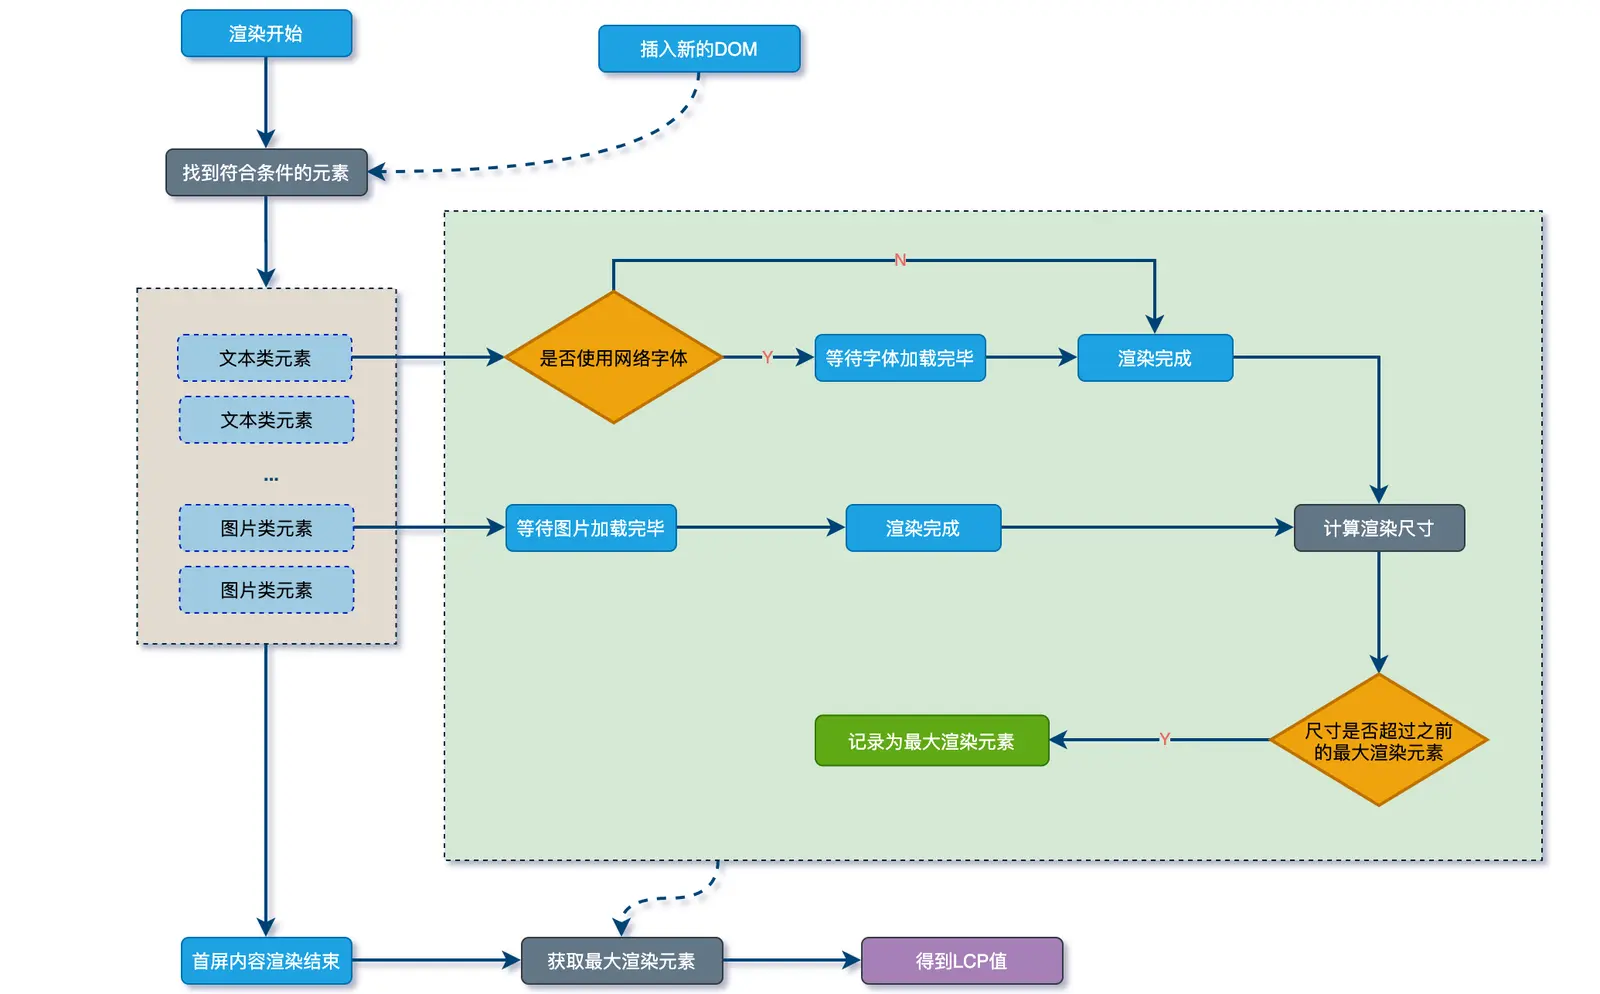 渲染开始
插入新的DOM
找到符合条件的元素
N
文本类元素
是否使用网络字体
Y
等待字体加载完毕
渲染完成
文本类元素
...
图片类元素
等待图片加载完毕
渲染完成
计算渲染尺寸
图片类元素
尺寸是否超过之前
的最大渲染元素
Y
记录为最大渲染元素
首屏内容渲染结束
获取最大渲染元素
得到LCP值